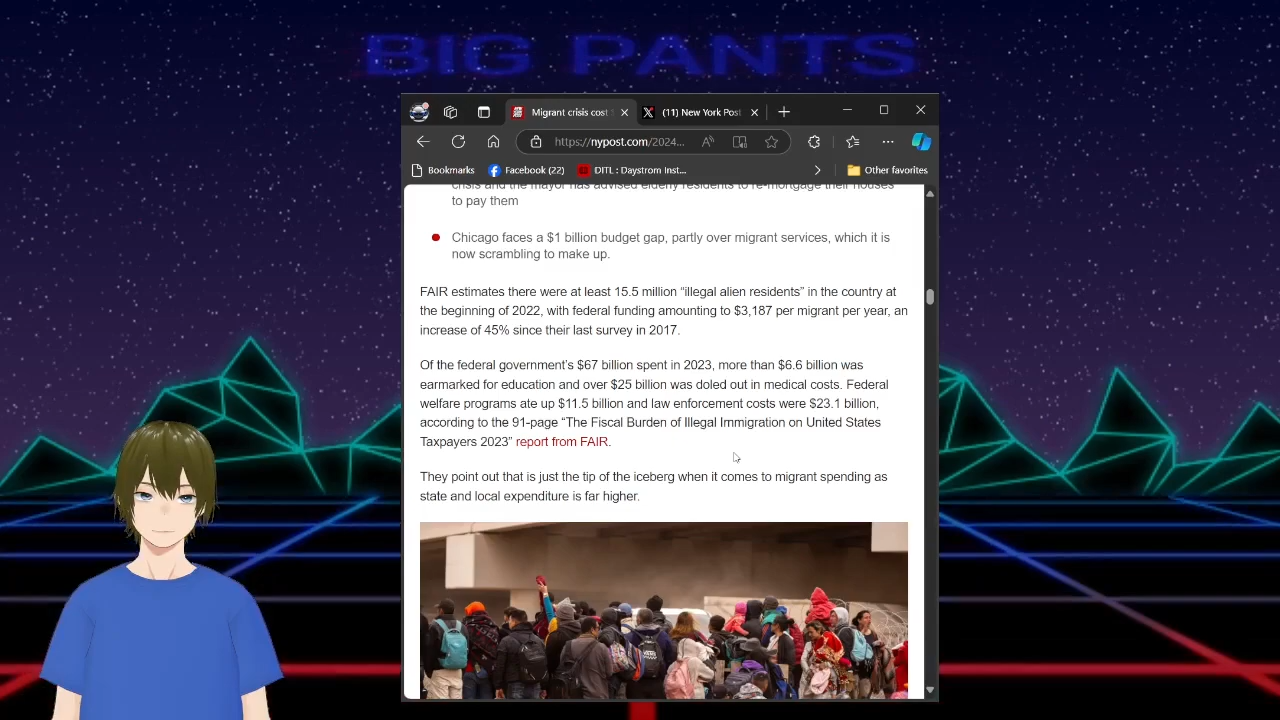 BIG PANTS
Migrant crisis cost
(11) New York Post
https://nypost.com/2024...
Bookmarks
Facebook (22)
DITL : Daystrom Inst...
Other favorites
crisis and the mayor has advised elderly residents to re-mortgage their houses
to pay them
Chicago faces a $1 billion budget gap, partly over migrant services, which it is
now scrambling to make up.
FAIR estimates there were at least 15.5 million “illegal alien residents” in the country at
the beginning of 2022, with federal funding amounting to $3,187 per migrant per year, an
increase of 45% since their last survey in 2017.
Of the federal government’s $67 billion spent in 2023, more than $6.6 billion was
earmarked for education and over $25 billion was doled out in medical costs. Federal
welfare programs ate up $11.5 billion and law enforcement costs were $23.1 billion,
according to the 91-page “The Fiscal Burden of Illegal Immigration on United States
Taxpayers 2023” report from FAIR.
They point out that is just the tip of the iceberg when it comes to migrant spending as
state and local expenditure is far higher.